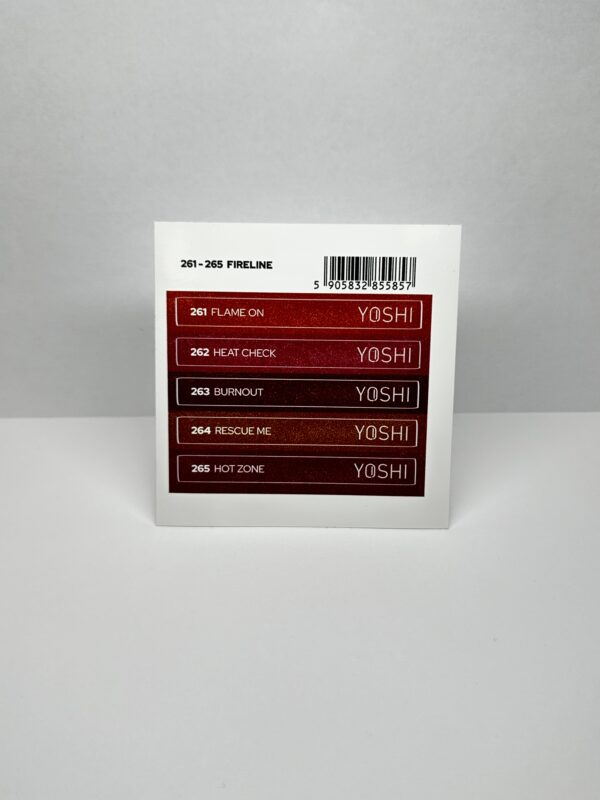 261 - 265 FIRELINE
5 905832 855857
261 FLAME ON YOSHI
262 HEAT CHECK YOSHI
263 BURNOUT YOSHI
264 RESCUE ME YOSHI
265 HOT ZONE YOSHI